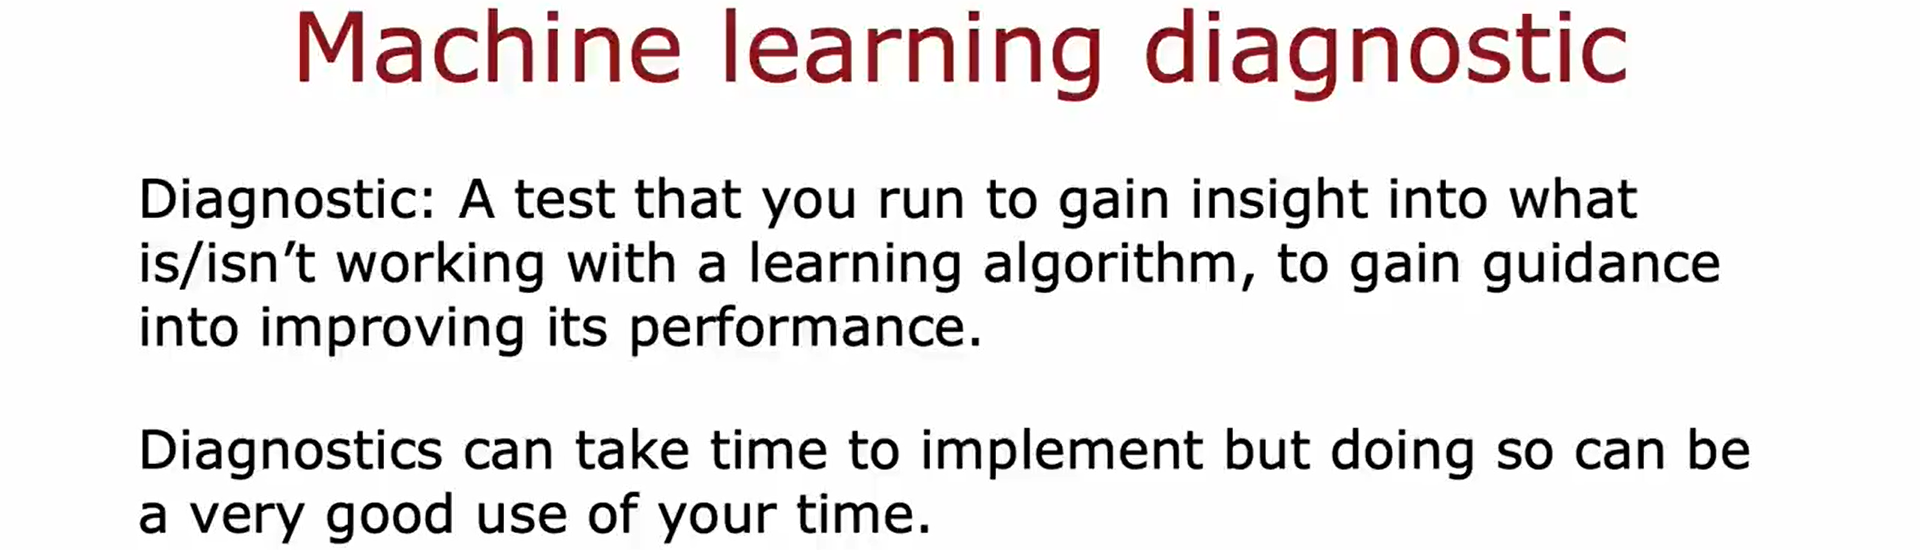 Machine learning diagnostic
Diagnostic: A test that you run to gain insight into what
is/isn’t working with a learning algorithm, to gain guidance
into improving its performance.
Diagnostics can take time to implement but doing so can be
a very good use of your time.